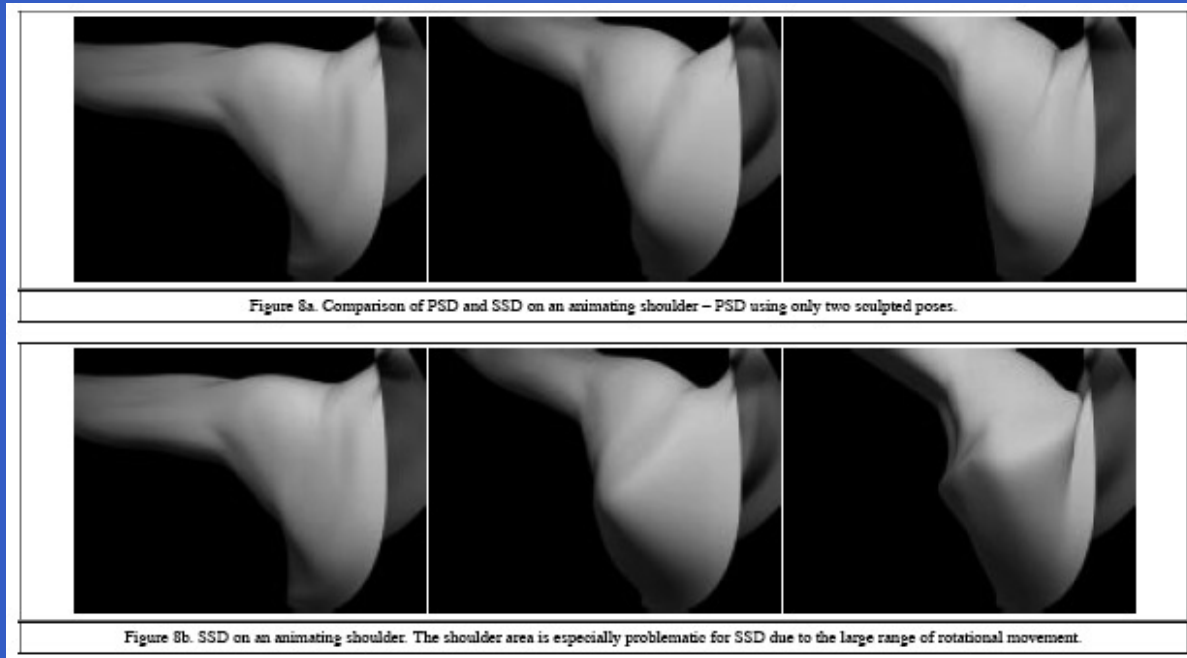 Figure 8a. Comparison of PSD and SSD on an animating shoulder – PSD using only two sculpted poses.
Figure 8b. SSD on an animating shoulder. The shoulder area is especially problematic for SSD due to the large range of rotational movement.